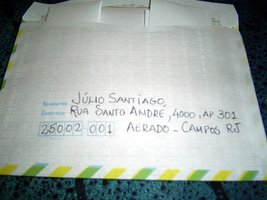 Remetente JÚLIO SANTIAGO
Endereço RUA SANTO ANDRÉ, 4000, AP 301
25002 001 AERADO - CAMPOS RJ